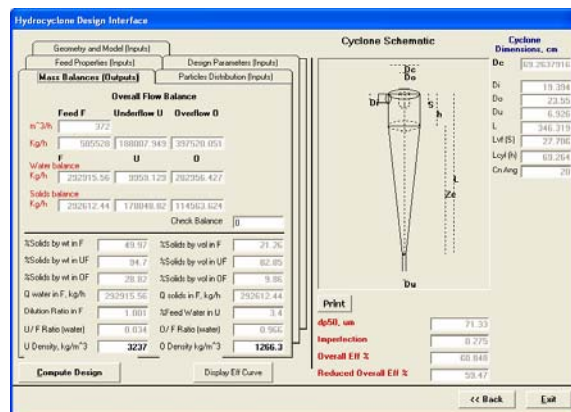 Hydrocyclone Design Interface
Geometry and Model (Inputs)
Feed Properties (Inputs) Design Parameters (Inputs)
Mass Balances (Outputs) Particles Distribution (Inputs)
Overall Flow Balance
Feed F Underflow U Overflow O
m^3/h 372
Kg/h 585528 188007.949 397520.051
F U O
Water balance
Kg/h 292915.56 9959.129 282956.427
Solids balance
Kg/h 292612.44 178048.82 114563.624
Check Balance 0
%Solids by wt in F 49.97 %Solids by vol in F 21.26
%Solids by wt in UF 94.7 %Solids by vol in UF 82.85
%Solids by wt in OF 28.82 %Solids by vol in OF 9.86
Q water in F, kg/h 292915.56 Q solids in F, kg/h 292612.44
Dilution Ratio in F 1.001 %Feed Water in U 3.4
U/ F Ratio (water) 0.034 O/ F Ratio (water) 0.966
U Density, kg/m^3 3237 O Density, kg/m^3 1266.3
Compute Design Display Eff Curve
Cyclone Schematic
Dc
Do
Di S h
L
Ze
Du
Print
dp50, um 71.33
Imperfection 0.275
Overall Eff % 60.848
Reduced Overall Eff % 59.47
Cyclone
Dimensions, cm
Dc 69.2637916
Di 19.394
Do 23.55
Du 6.926
L 346.319
Lvf (S) 27.706
Lcyl (h) 69.264
Cn Ang 20
<< Back Exit